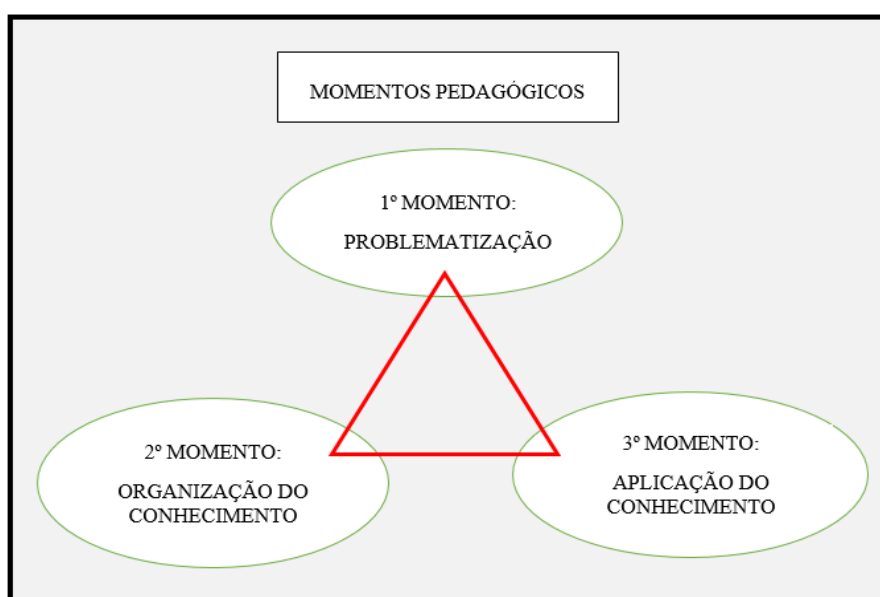 MOMENTOS PEDAGÓGICOS
1º MOMENTO:
PROBLEMATIZAÇÃO
2º MOMENTO:
ORGANIZAÇÃO DO
CONHECIMENTO
3º MOMENTO:
APLICAÇÃO DO
CONHECIMENTO